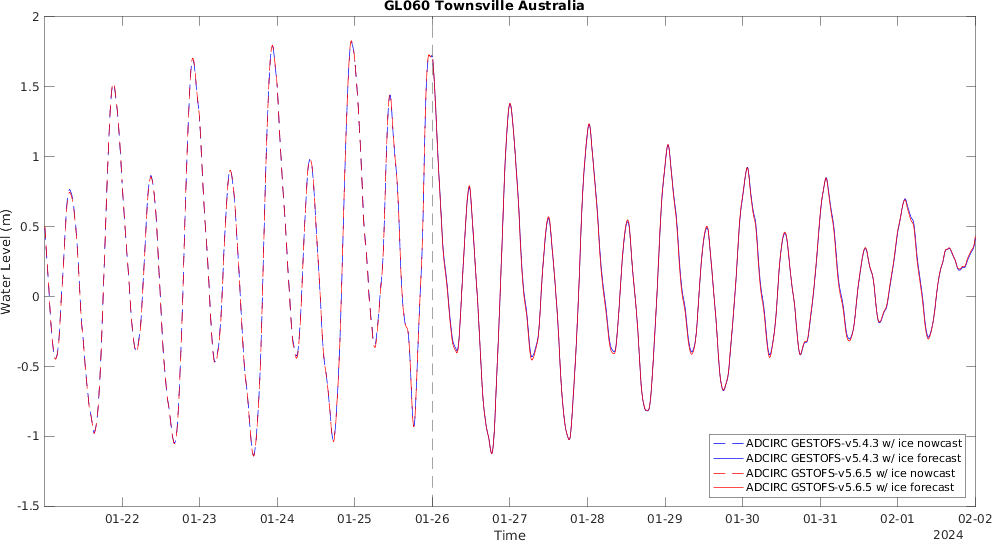 GL060 Townsville Australia
Water Level (m)
2
1.5
1
0.5
0
-0.5
-1
-1.5
01-22 01-23 01-24 01-25 01-26 01-27 01-28 01-29 01-30 01-31 02-01 02-02
Time
2024
ADCIRC GESTOFS-v5.4.3 w/ ice nowcast
ADCIRC GESTOFS-v5.4.3 w/ ice forecast
ADCIRC GSTOFS-v5.6.5 w/ ice nowcast
ADCIRC GSTOFS-v5.6.5 w/ ice forecast